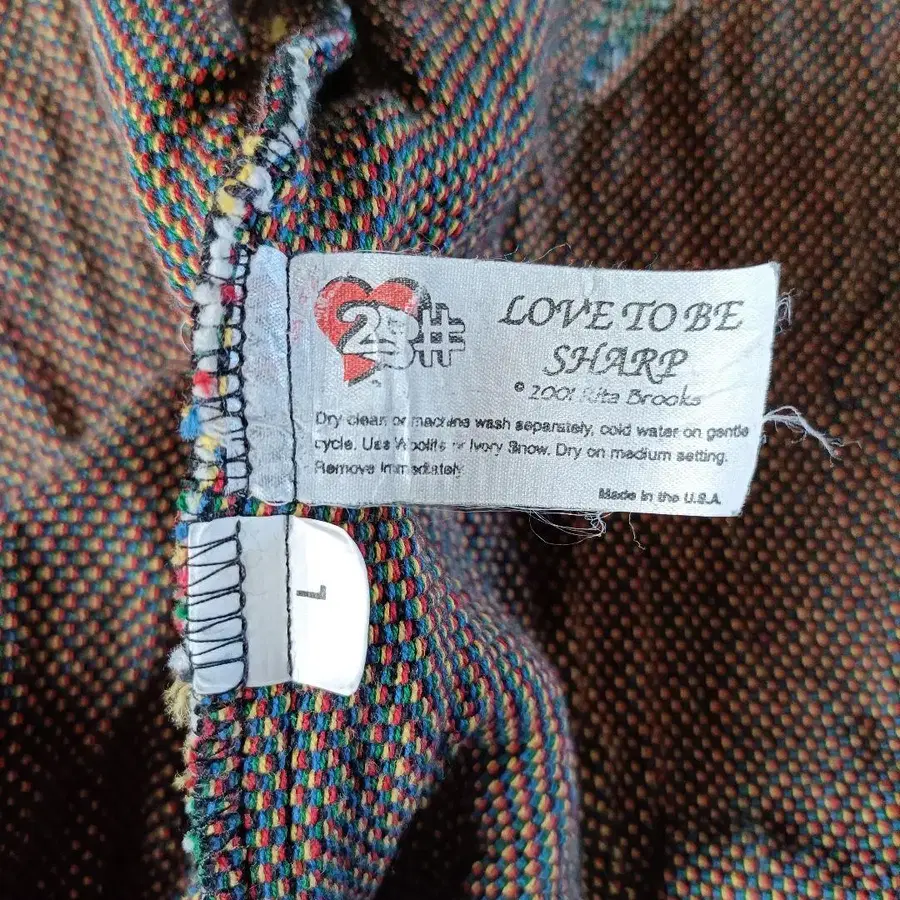 2B#
LOVE TO BE
SHARP
© 2001 Rita Brooks
Dry clean or machine wash separately, cold water on gentle
cycle. Use Woolite or Ivory Snow. Dry on medium setting.
Remove immediately
Made in the U.S.A.
L